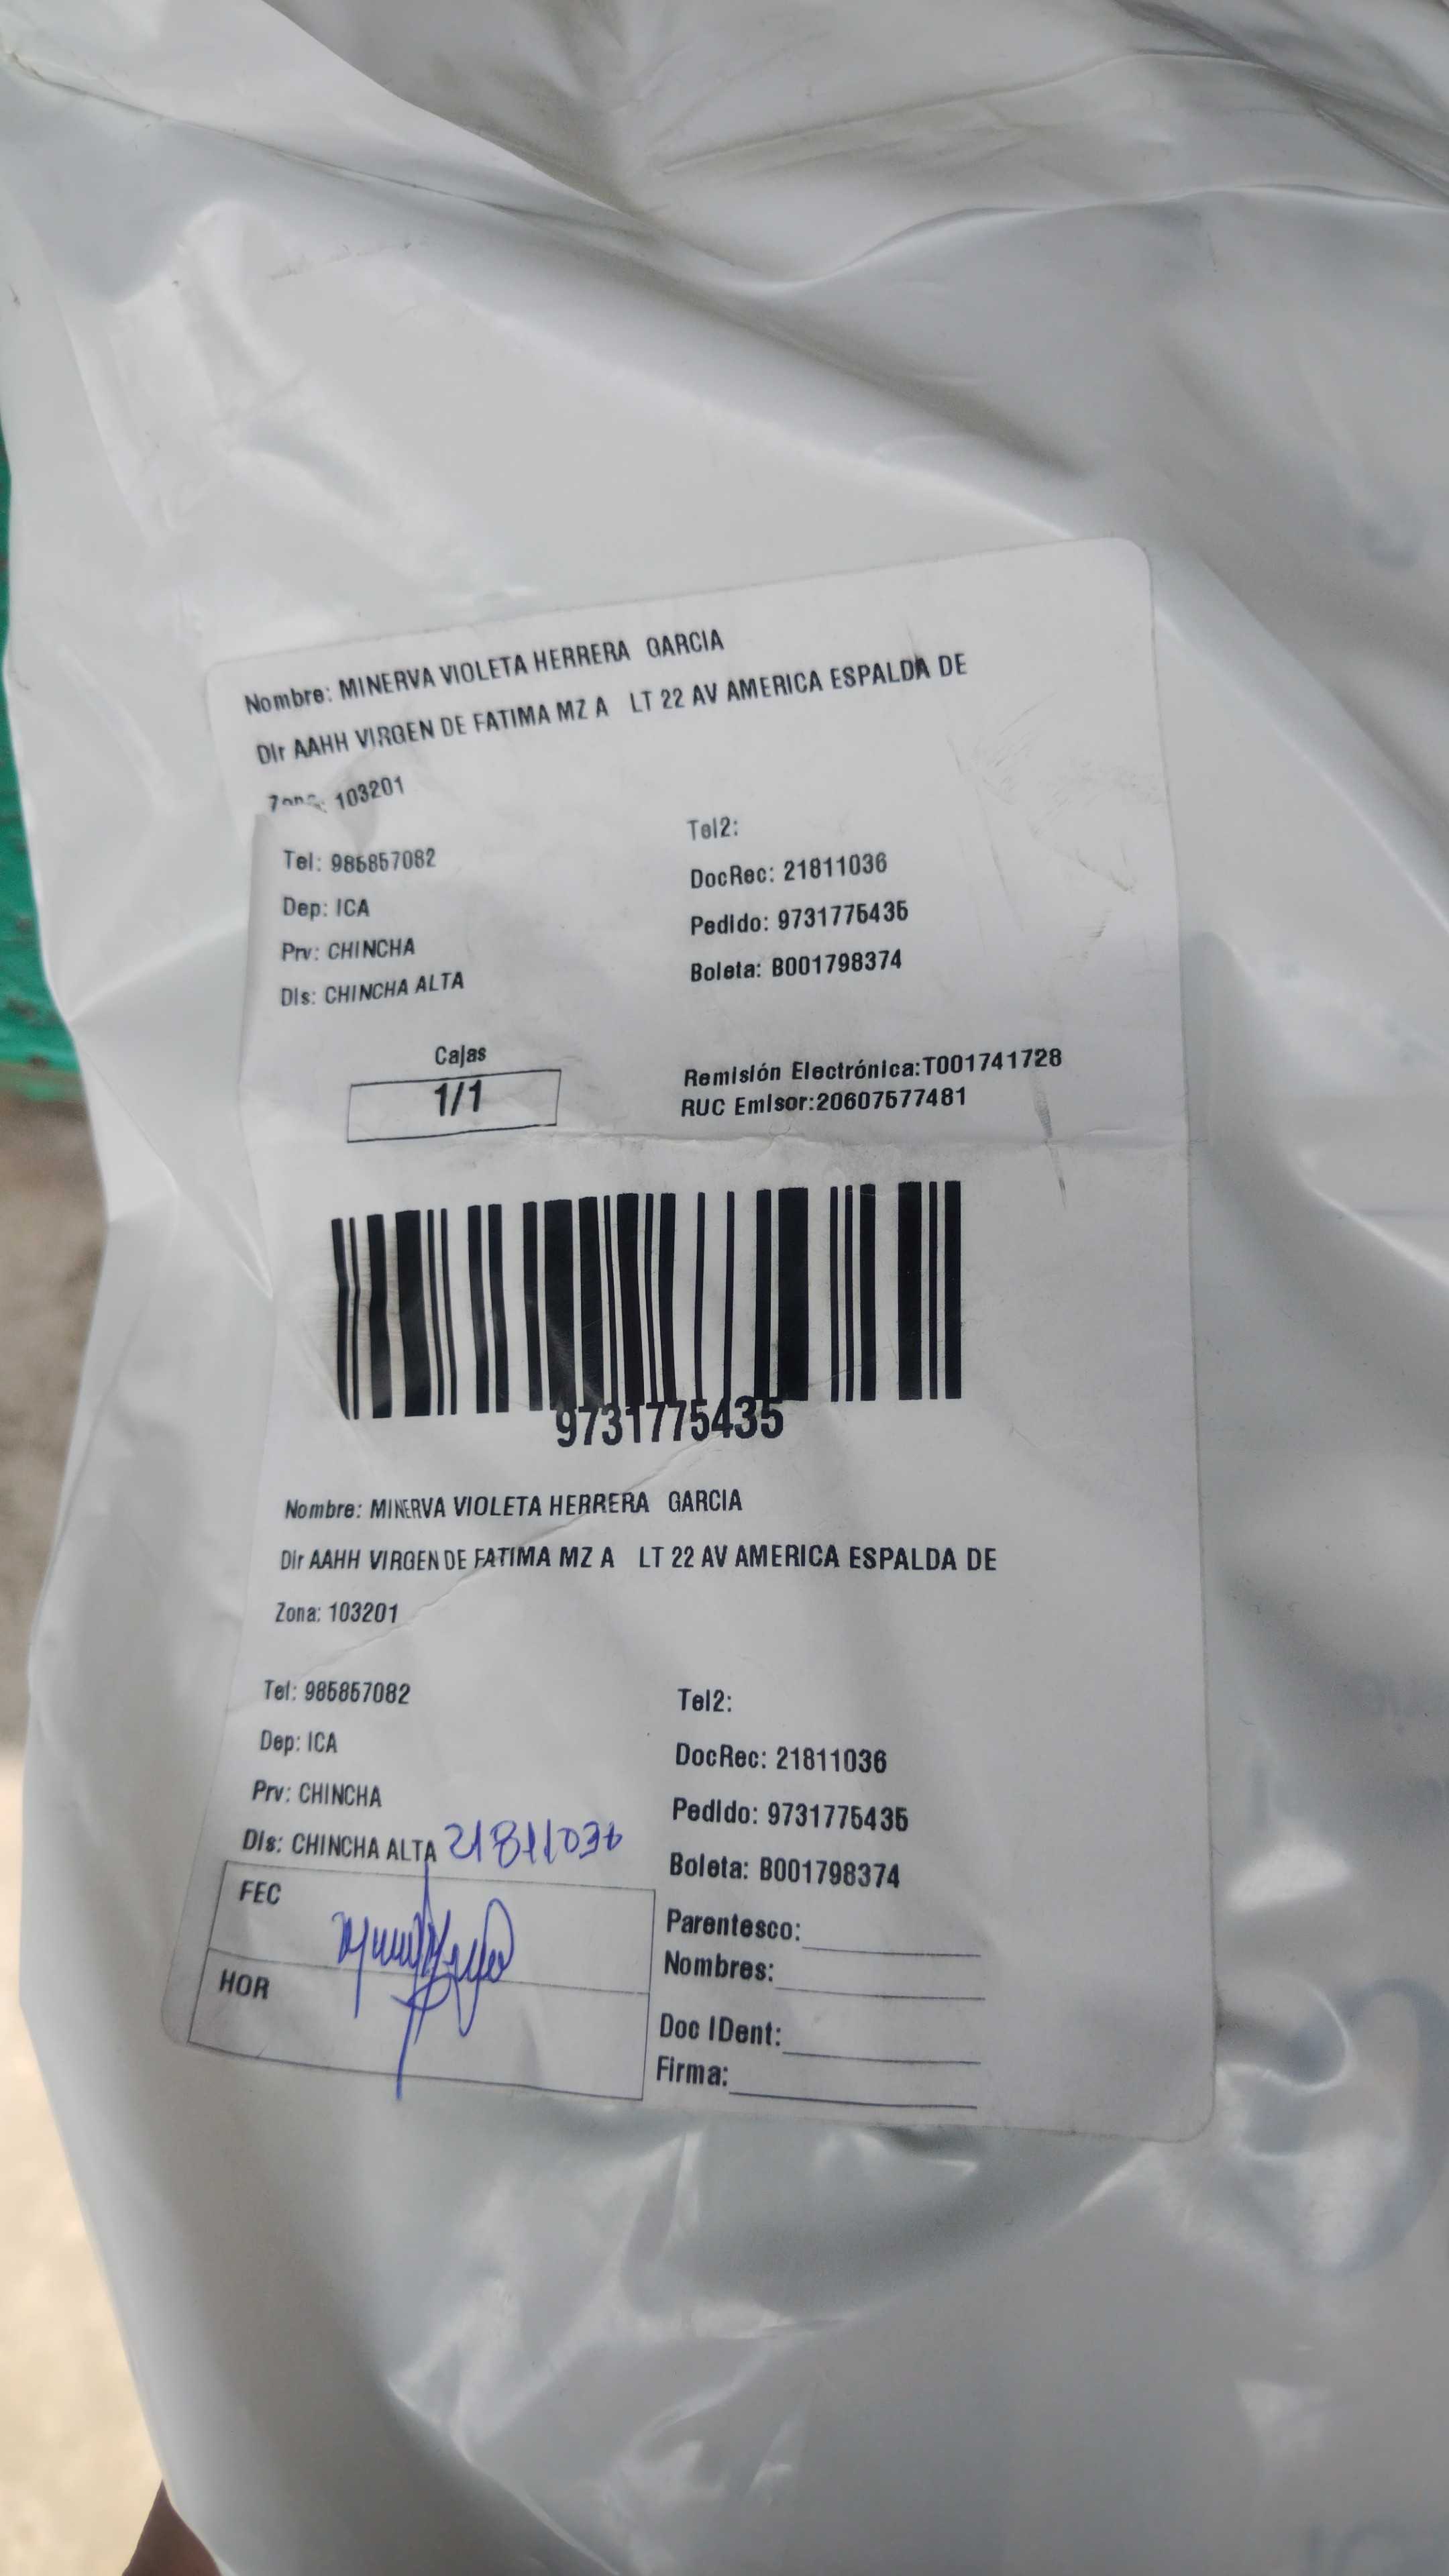 Nombre: MINERVA VIOLETA HERRERA GARCIA
Dir AAHH VIRGEN DE FATIMA MZ A LT 22 AV AMERICA ESPALDA DE
Zona: 103201
Tel: 985857082
Tel2:
DocRec: 21811036
Dep: ICA
Pedido: 9731775435
Prv: CHINCHA
Boleta: B001798374
Dis: CHINCHA ALTA
Cajas
1/1
Remisión Electrónica:T001741728
RUC Emisor:20607577481
9731775435
Nombre: MINERVA VIOLETA HERRERA GARCIA
Dir AAHH VIRGEN DE FATIMA MZ A LT 22 AV AMERICA ESPALDA DE
Zona: 103201
Tel: 985857082
Tel2:
Dep: ICA
DocRec: 21811036
Prv: CHINCHA
Pedido: 9731775435
Dis: CHINCHA ALTA 21811036
Boleta: B001798374
FEC
Parentesco:
Nombres:
HOR
Doc IDent:
Firma: